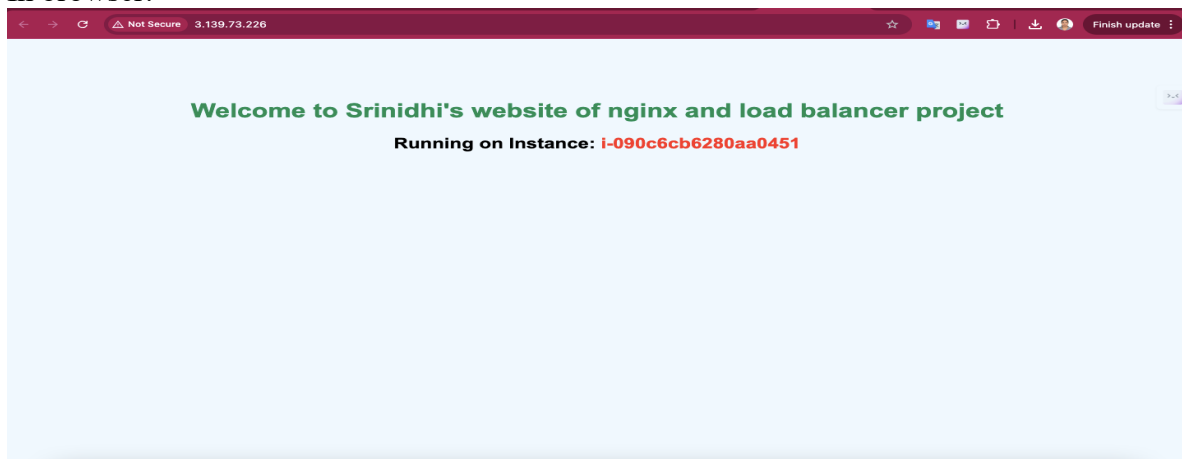 in browser.
Not Secure 3.139.73.226 Finish update
Welcome to Srinidhi's website of nginx and load balancer project
Running on Instance: i-090c6cb6280aa0451